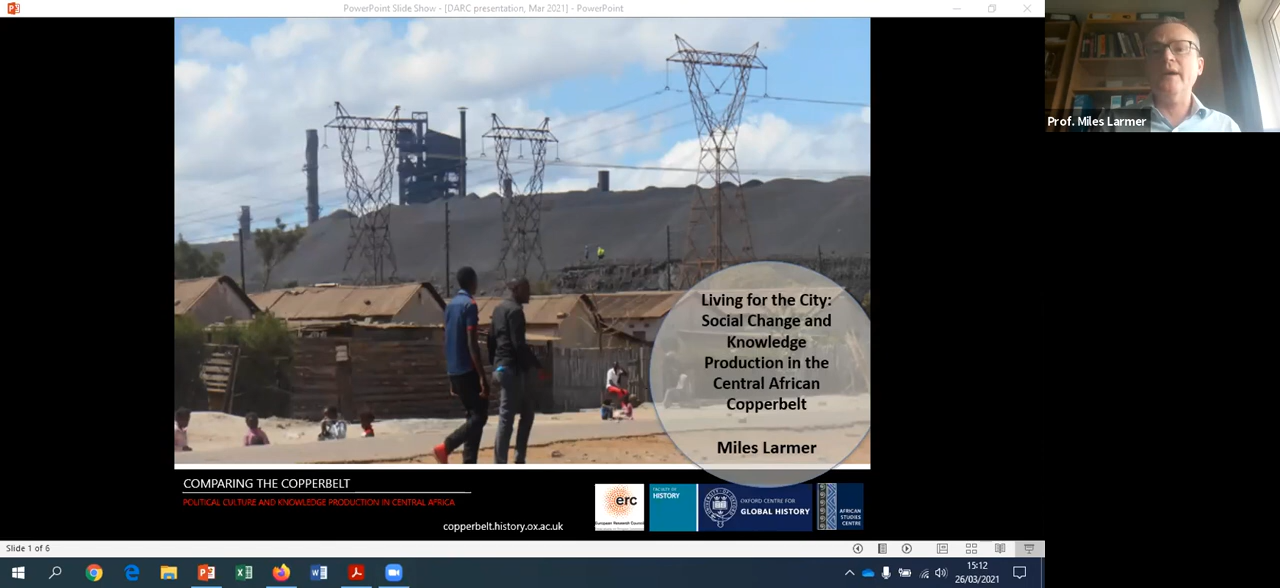 PowerPoint Slide Show - [DARC presentation, Mar 2021] - PowerPoint
Prof. Miles Larmer
Living for the City:
Social Change and
Knowledge
Production in the
Central African
Copperbelt
Miles Larmer
COMPARING THE COPPERBELT
POLITICAL CULTURE AND KNOWLEDGE PRODUCTION IN CENTRAL AFRICA
copperbelt.history.ox.ac.uk
erc
European Research Council
FACULTY OF
HISTORY
OXFORD CENTRE FOR
GLOBAL HISTORY
AFRICAN
STUDIES
CENTRE
Slide 1 of 6
15:12
26/03/2021